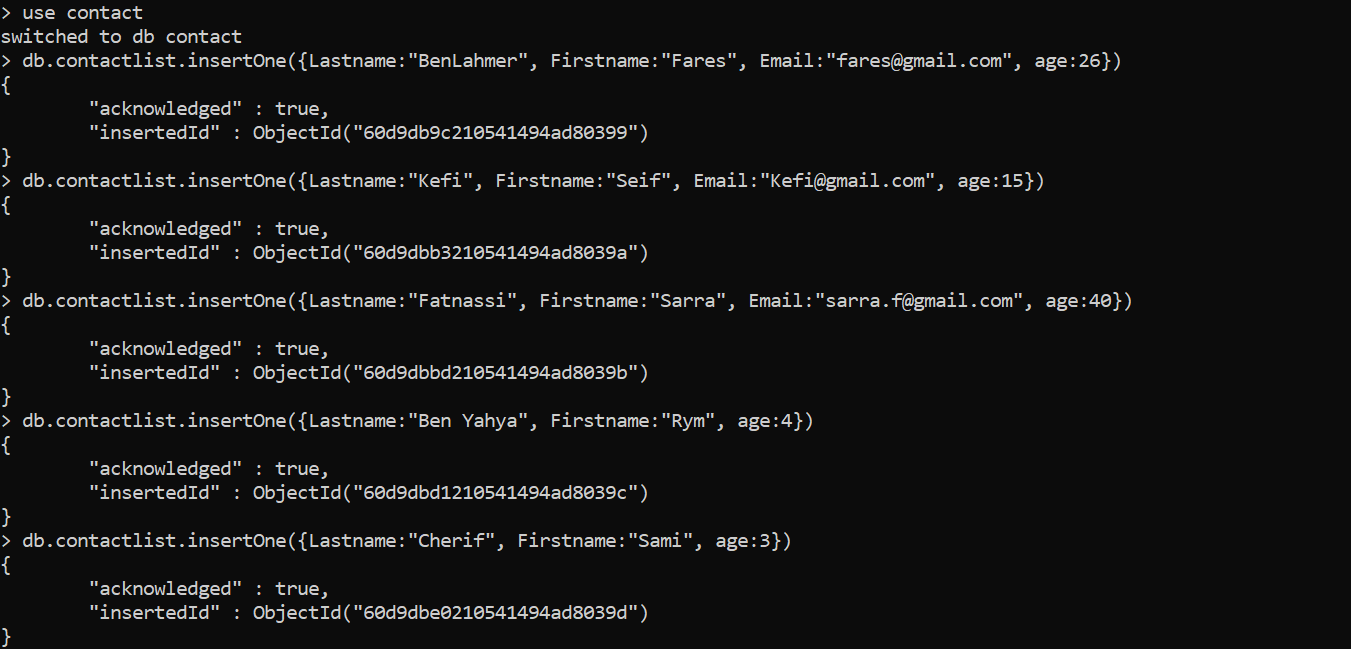 > use contact
switched to db contact
> db.contactlist.insertOne({Lastname:"BenLahmer", Firstname:"Fares", Email:"fares@gmail.com", age:26})
{
        "acknowledged" : true,
        "insertedId" : ObjectId("60d9db9c210541494ad80399")
}
> db.contactlist.insertOne({Lastname:"Kefi", Firstname:"Seif", Email:"Kefi@gmail.com", age:15})
{
        "acknowledged" : true,
        "insertedId" : ObjectId("60d9dbb3210541494ad8039a")
}
> db.contactlist.insertOne({Lastname:"Fatnassi", Firstname:"Sarra", Email:"sarra.f@gmail.com", age:40})
{
        "acknowledged" : true,
        "insertedId" : ObjectId("60d9dbbd210541494ad8039b")
}
> db.contactlist.insertOne({Lastname:"Ben Yahya", Firstname:"Rym", age:4})
{
        "acknowledged" : true,
        "insertedId" : ObjectId("60d9dbd1210541494ad8039c")
}
> db.contactlist.insertOne({Lastname:"Cherif", Firstname:"Sami", age:3})
{
        "acknowledged" : true,
        "insertedId" : ObjectId("60d9dbe0210541494ad8039d")
}